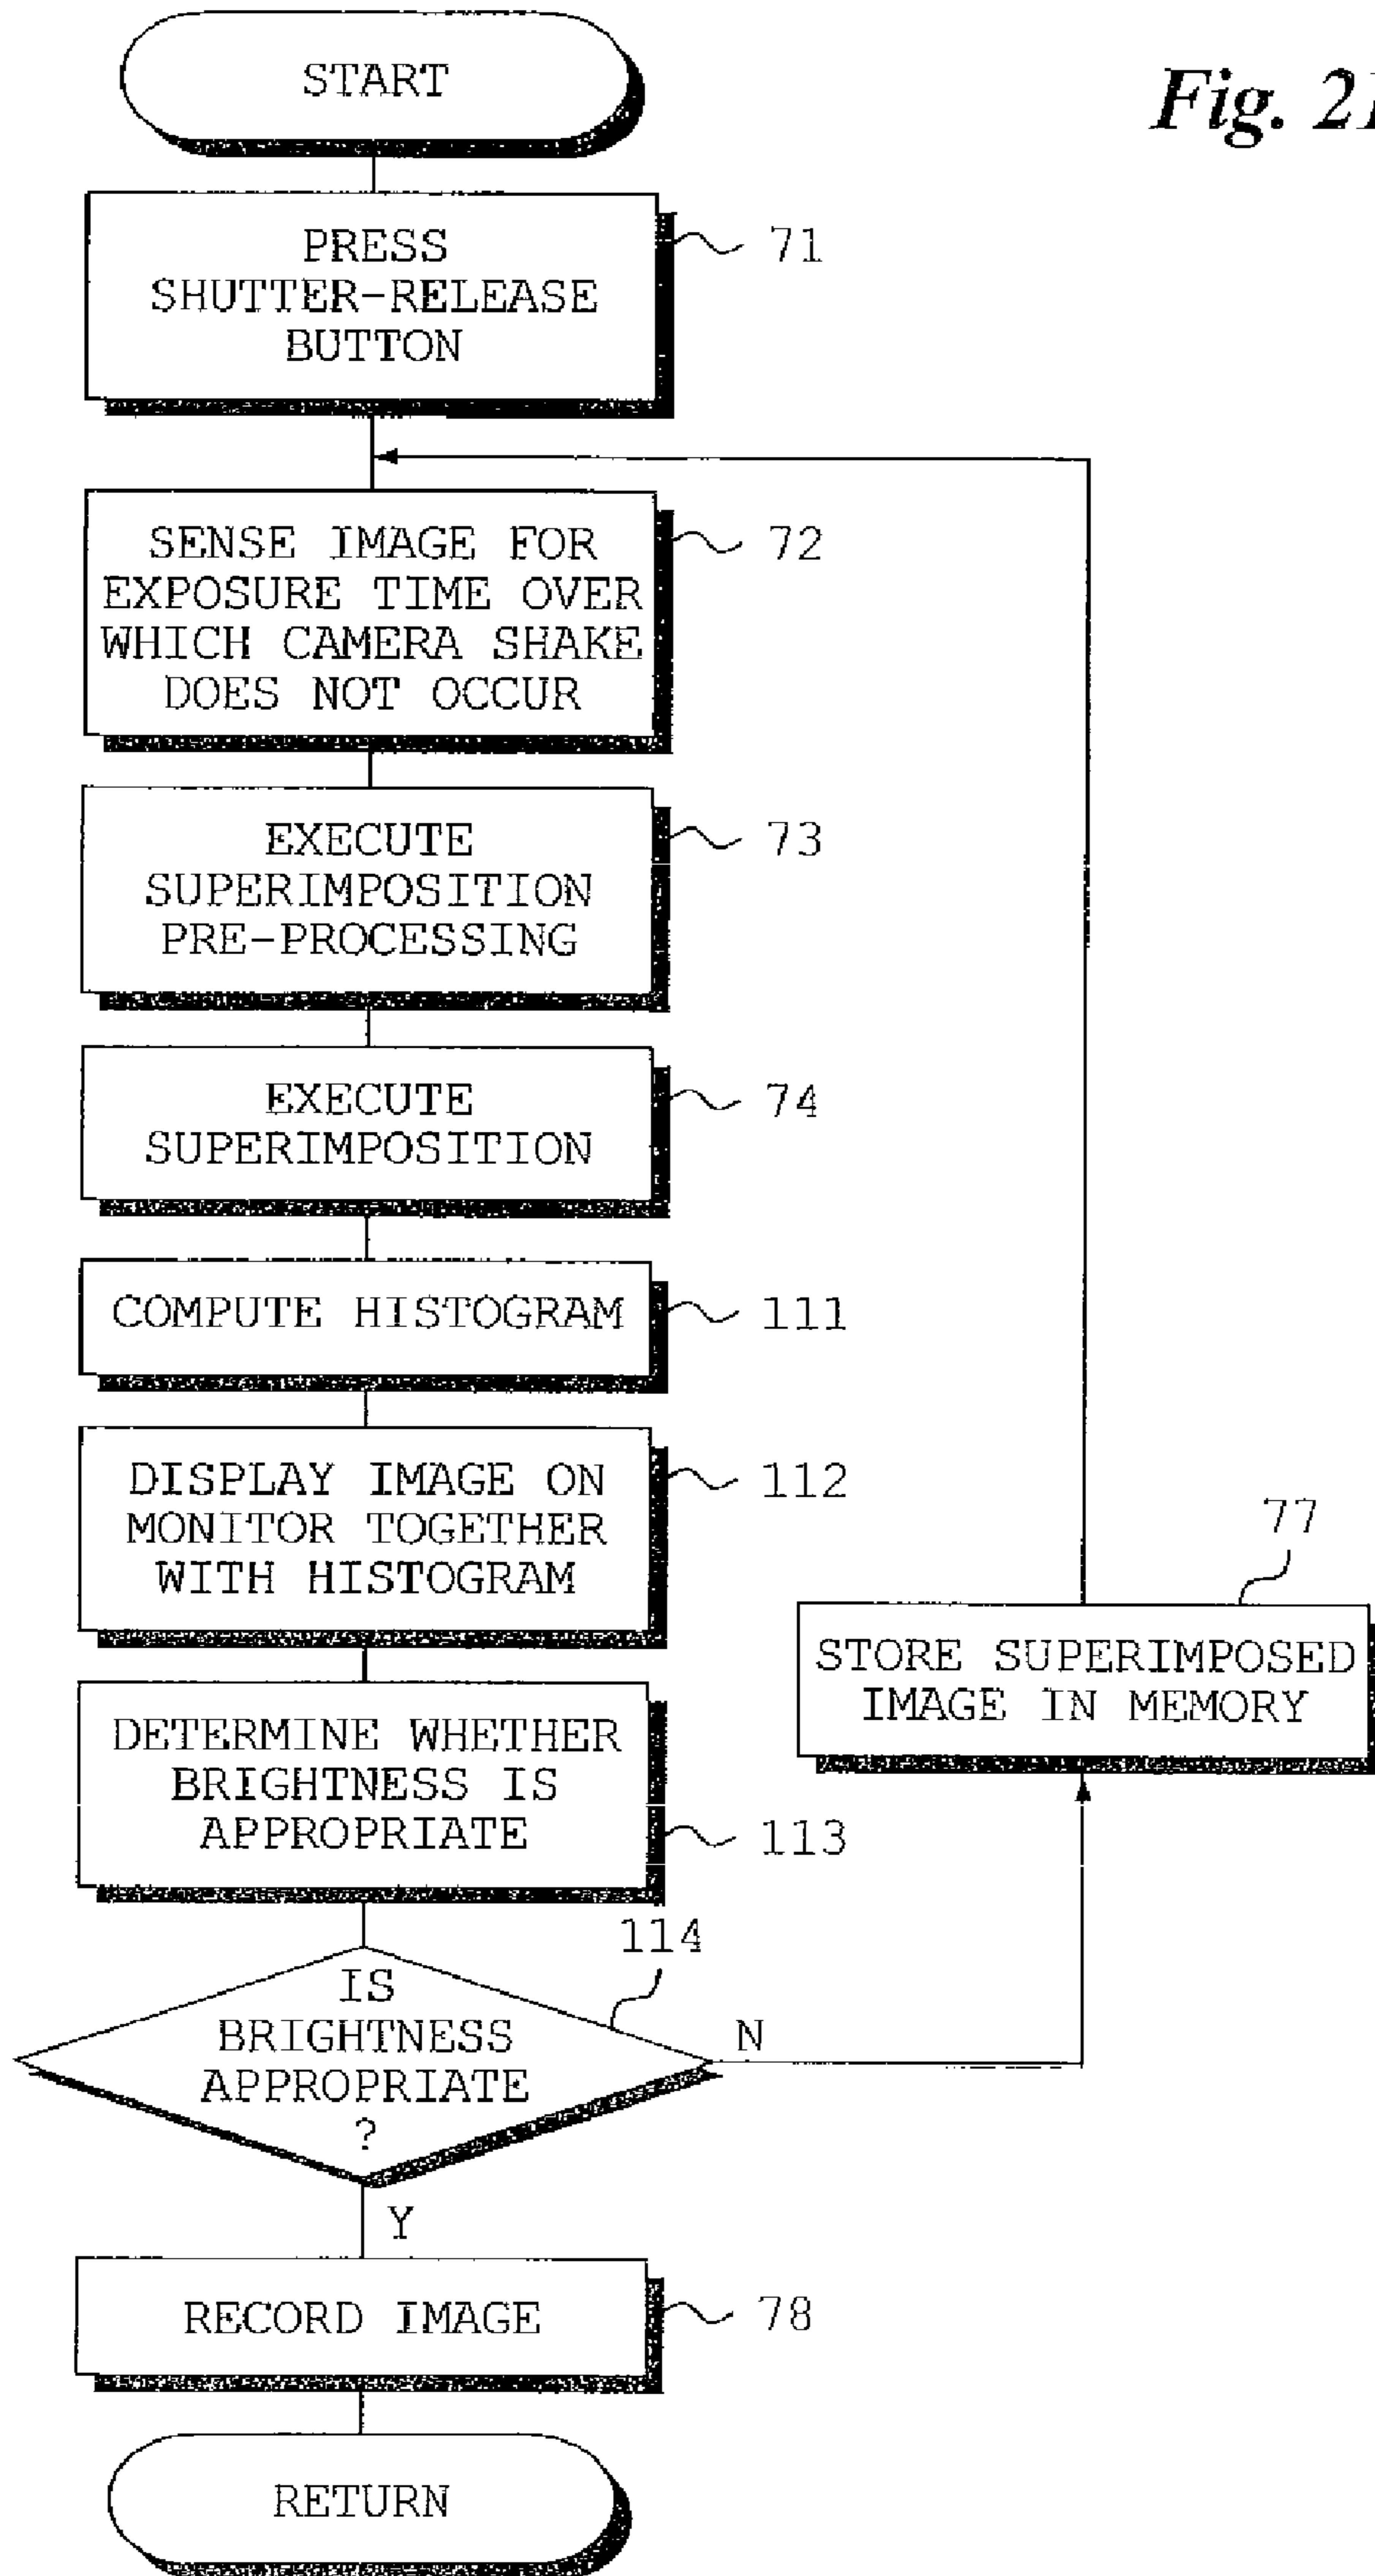 Fig. 21
START
PRESS
SHUTTER-RELEASE
BUTTON
71
SENSE IMAGE FOR
EXPOSURE TIME OVER
WHICH CAMERA SHAKE
DOES NOT OCCUR
72
EXECUTE
SUPERIMPOSITION
PRE-PROCESSING
73
EXECUTE
SUPERIMPOSITION
74
COMPUTE HISTOGRAM
111
DISPLAY IMAGE ON
MONITOR TOGETHER
WITH HISTOGRAM
112
77
STORE SUPERIMPOSED
IMAGE IN MEMORY
DETERMINE WHETHER
BRIGHTNESS IS
APPROPRIATE
113
114
IS
BRIGHTNESS
APPROPRIATE
?
N
Y
RECORD IMAGE
78
RETURN